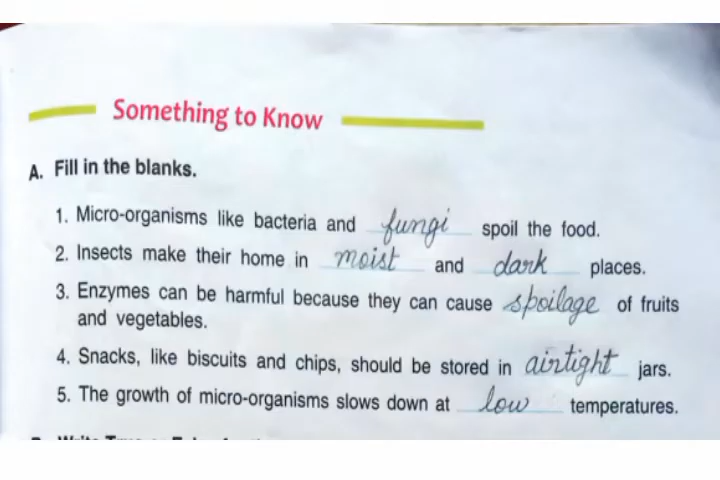 Something to Know
A. Fill in the blanks.
1. Micro-organisms like bacteria and fungi spoil the food.
2. Insects make their home in moist and dark places.
3. Enzymes can be harmful because they can cause spoilage of fruits
and vegetables.
4. Snacks, like biscuits and chips, should be stored in airtight jars.
5. The growth of micro-organisms slows down at low temperatures.